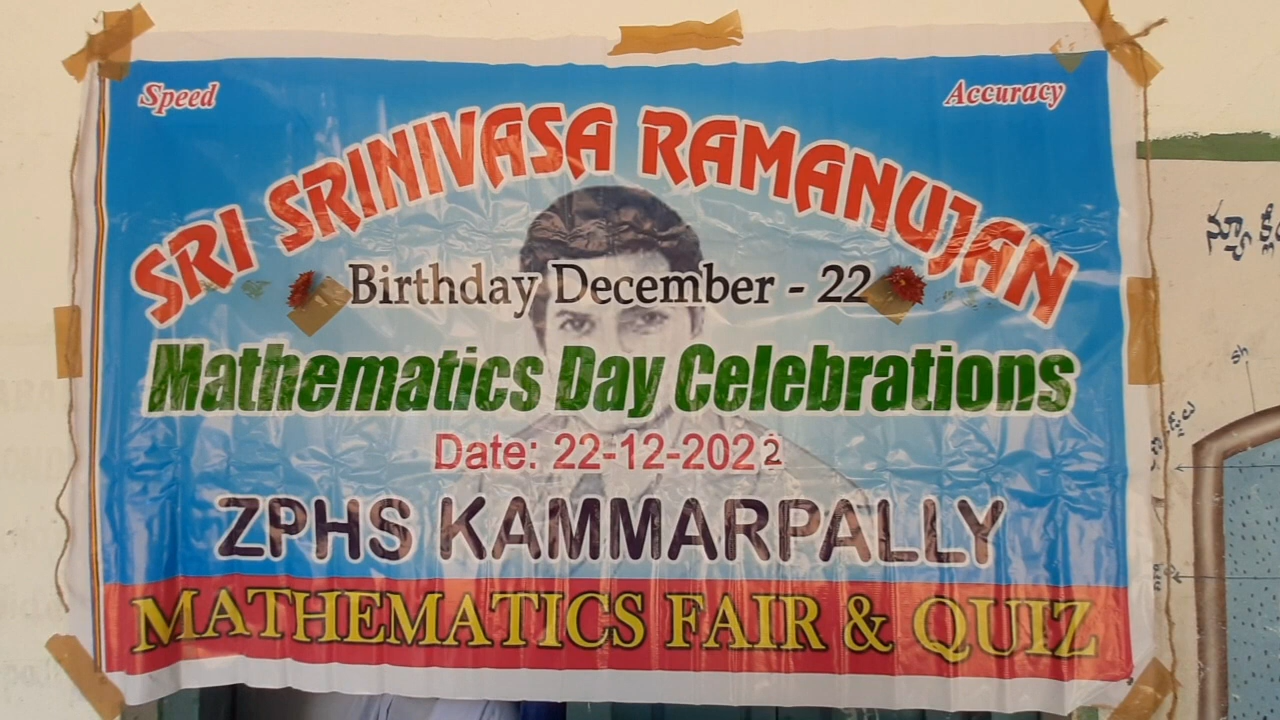 Speed Accuracy
SRI SRINIVASA RAMANUJAN
Birthday December - 22
Mathematics Day Celebrations
Date: 22-12-2022
ZPHS KAMMARPALLY
MATHEMATICS FAIR & QUIZ
న్యూ క్లి